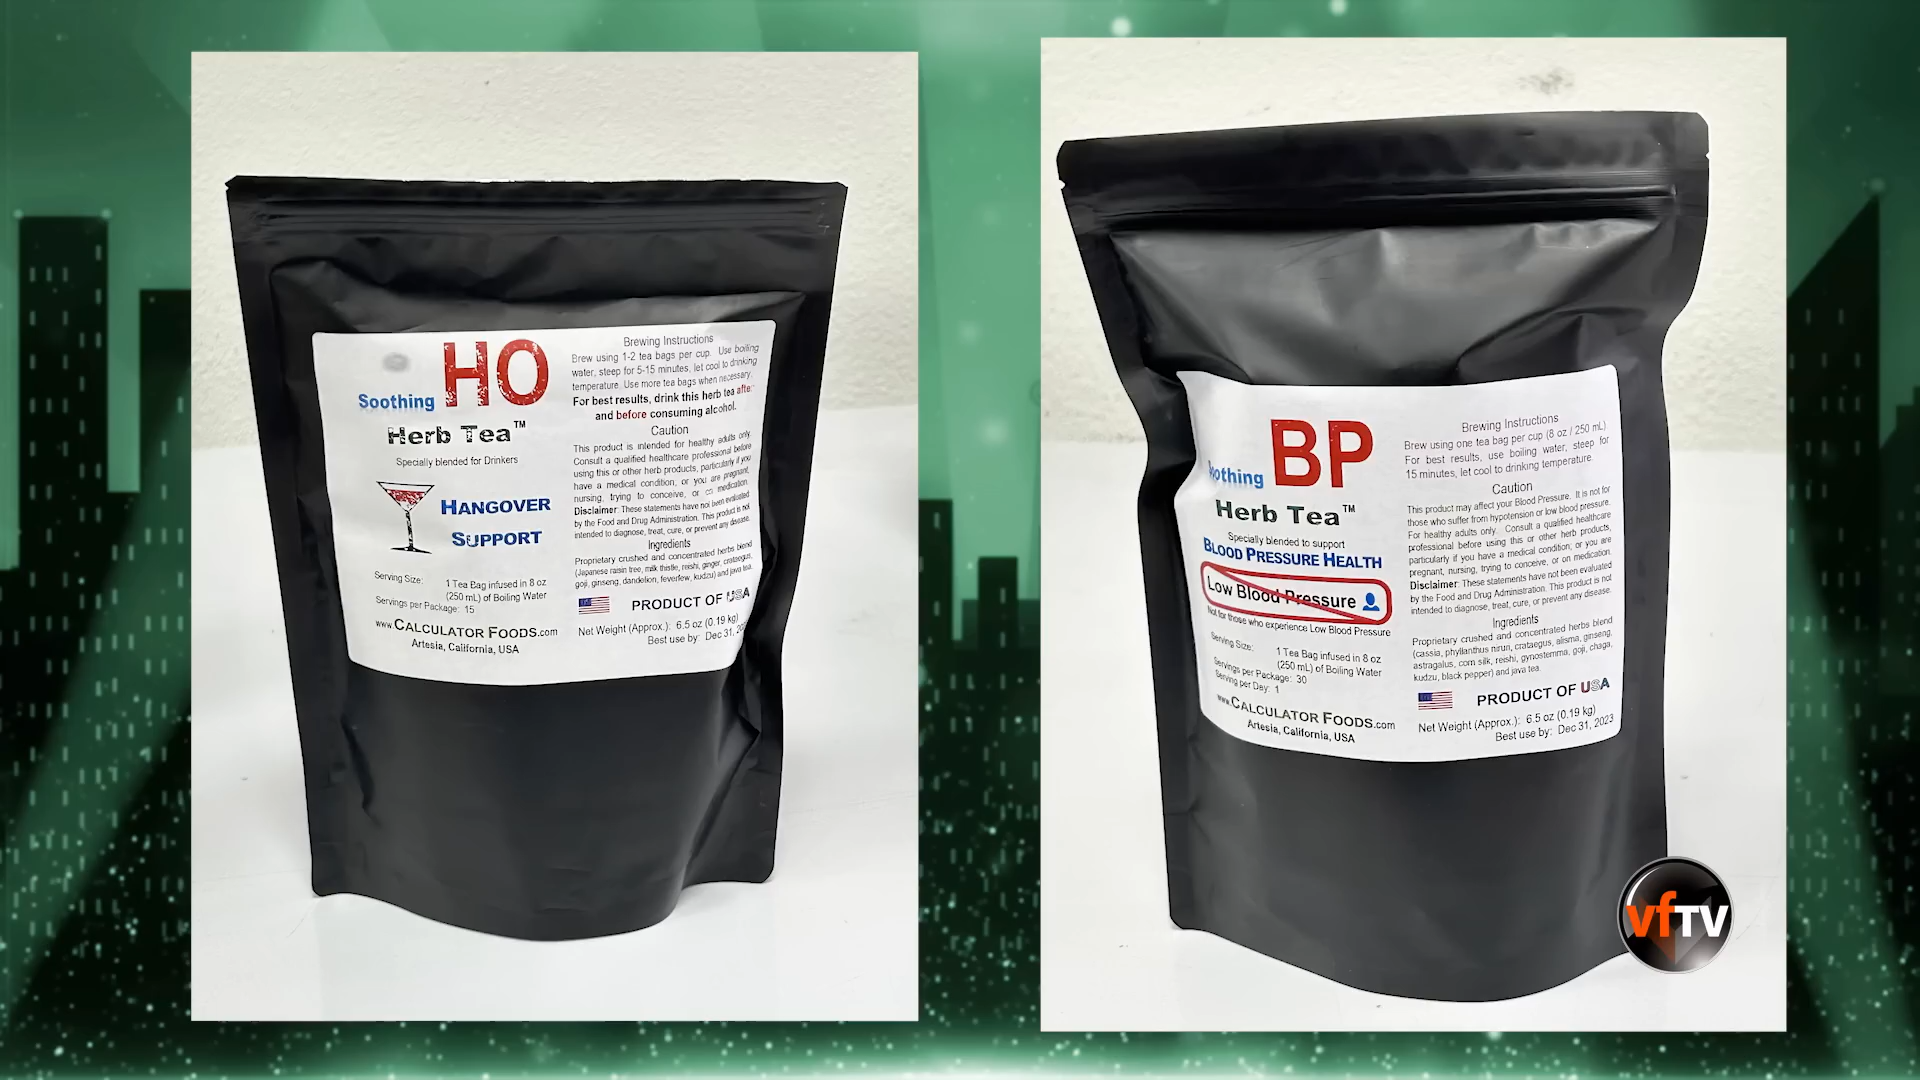 Soothing HO
Herb Tea™
Specially blended for Drinkers
HANGOVER
SUPPORT
Serving Size: 1 Tea Bag infused in 8 oz
(250 mL) of Boiling Water
Servings per Package: 15
www.CALCULATOR FOODS.com
Artesia, California, USA
Brewing Instructions
Brew using 1-2 tea bags per cup. Use boiling
water, steep for 5-15 minutes, let cool to drinking
temperature. Use more tea bags when necessary.
For best results, drink this herb tea after
and before consuming alcohol.
Caution
This product is intended for healthy adults only.
Consult a qualified healthcare professional before
using this or other herb products, particularly if you
have a medical condition, or you are pregnant,
nursing, trying to conceive, or on medication.
Disclaimer: These statements have not been evaluated
by the Food and Drug Administration. This product is not
intended to diagnose, treat, cure, or prevent any disease.
Ingredients
Proprietary crushed and concentrated herbs blend
(Japanese raisin tree, milk thistle, reishi, ginger, crataegus,
goji, ginseng, dandelion, feverfew, kudzu) and java tea.
PRODUCT OF USA
Net Weight (Approx.): 6.5 oz (0.19 kg)
Best use by: Dec 31,
BP
Herb Tea™
Specially blended to support
BLOOD PRESSURE HEALTH
Low Blood Pressure
Not for those who experience Low Blood Pressure
Serving Size: 1 Tea Bag infused in 8 oz
(250 mL) of Boiling Water
Servings per Package: 30
Serving per Day: 1
www.CALCULATOR FOODS.com
Artesia, California, USA
Brewing Instructions
Brew using one tea bag per cup (8 oz / 250 mL)
For best results, use boiling water, steep for
15 minutes, let cool to drinking temperature.
Caution
This product may affect your Blood Pressure. It is not for
those who suffer from hypotension or low blood pressure.
For healthy adults only. Consult a qualified healthcare
professional before using this or other herb products,
particularly if you have a medical condition, or you are
pregnant, nursing, trying to conceive, or on medication.
Disclaimer: These statements have not been evaluated
by the Food and Drug Administration. This product is not
intended to diagnose, treat, cure, or prevent any disease.
Ingredients
Proprietary crushed and concentrated herbs blend
(cassia, phyllanthus niruri, crataegus, alisma, ginseng,
astragalus, corn silk, reishi, gynostemma, goji, chaga,
kudzu, black pepper) and java tea.
PRODUCT OF USA
Net Weight (Approx.): 6.5 oz (0.19 kg)
Best use by: Dec 31, 2023
vfTV